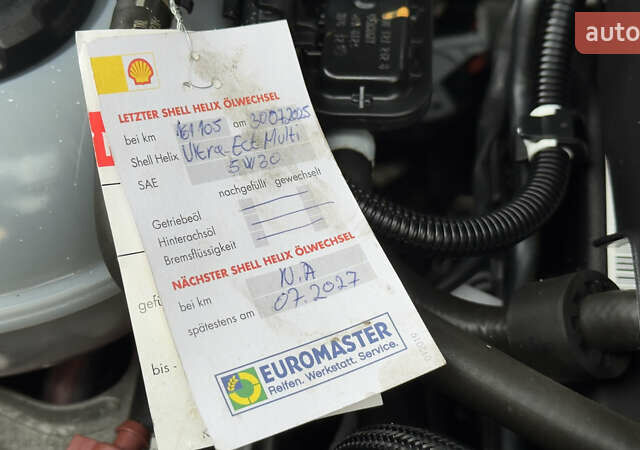 auto
LETZTER SHELL HELIX ÖLWECHSEL
bei km 161105 am 30.07.2025
Shell Helix Ultra Ect Multi
SAE 5W30
nachgefüllt gewechselt
Getriebeöl
Hinterachsöl
Bremsflüssigkeit
NÄCHSTER SHELL HELIX ÖLWECHSEL
bei km N.A
spätestens am 07.2027
EUROMASTER
Reifen. Werkstatt. Service.
gefü
bis -